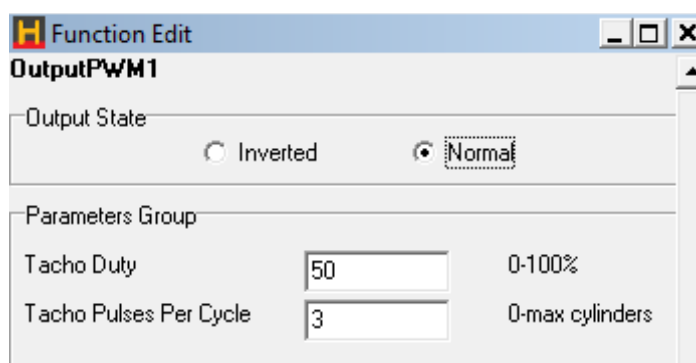 H Function Edit
OutputPWM1
Output State
Inverted Normal
Parameters Group
Tacho Duty 50 0-100%
Tacho Pulses Per Cycle 3 0-max cylinders